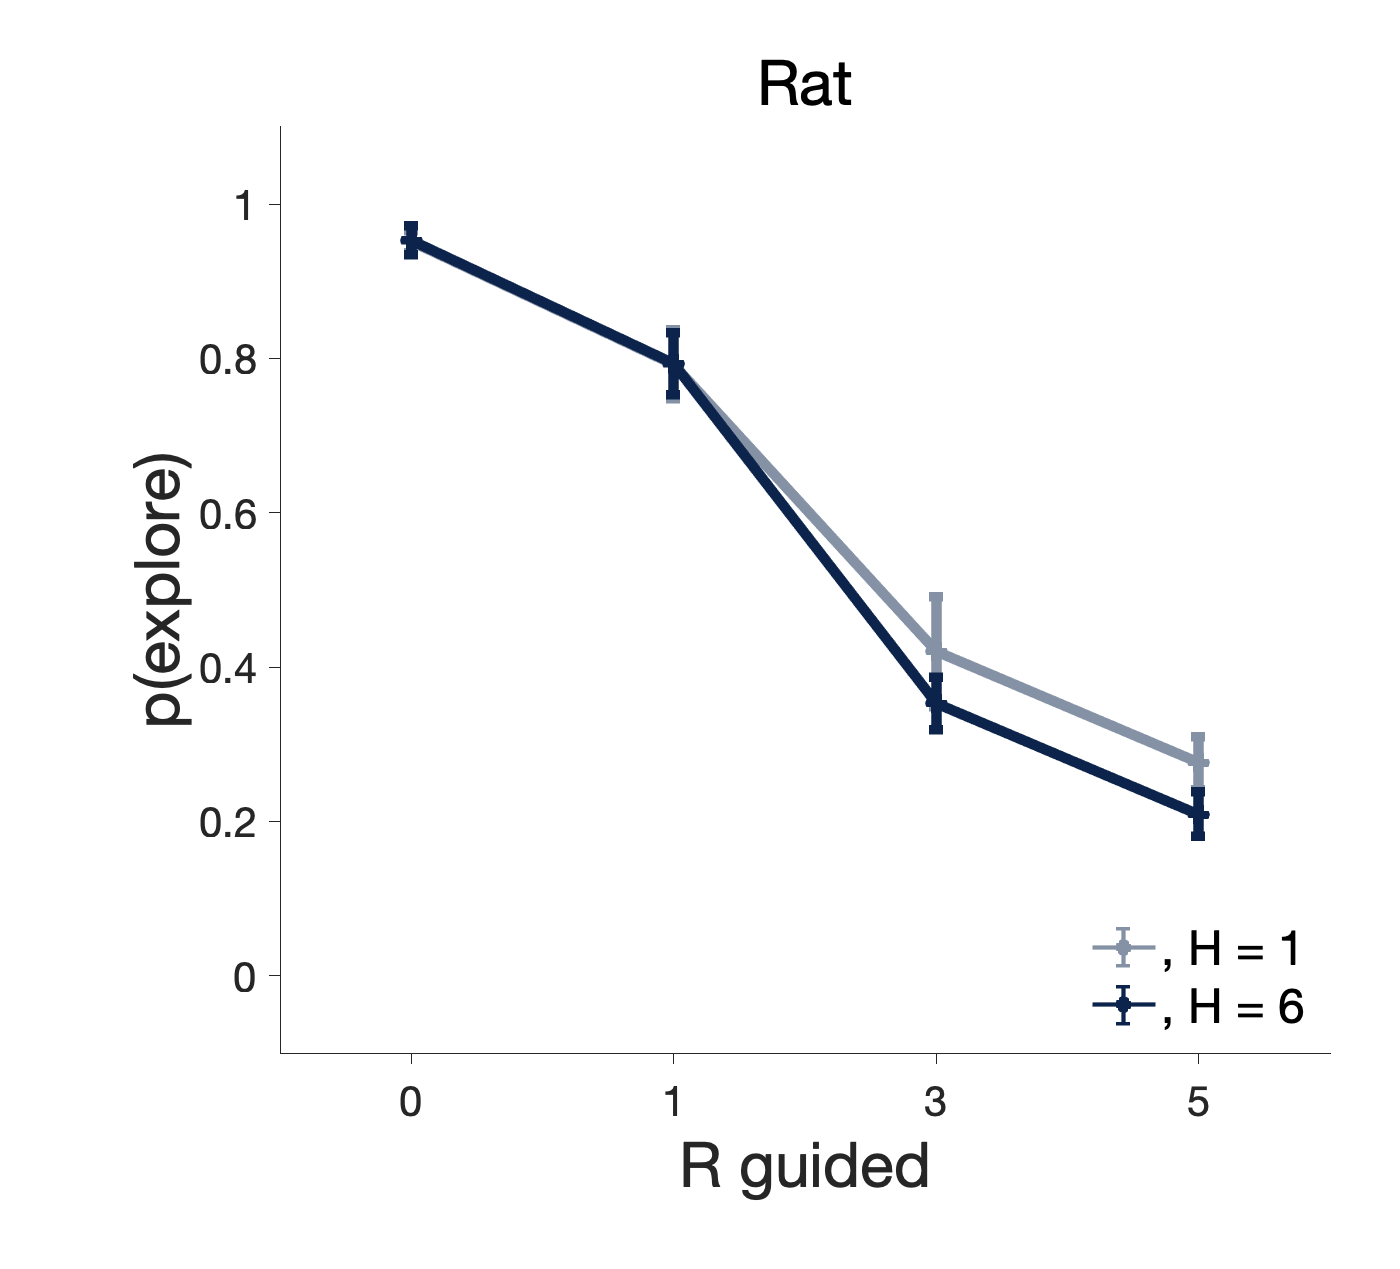 Rat
1
0.8
0.6
0.4
0.2
0
p(explore)
, H = 1
, H = 6
0 1 3 5
R guided